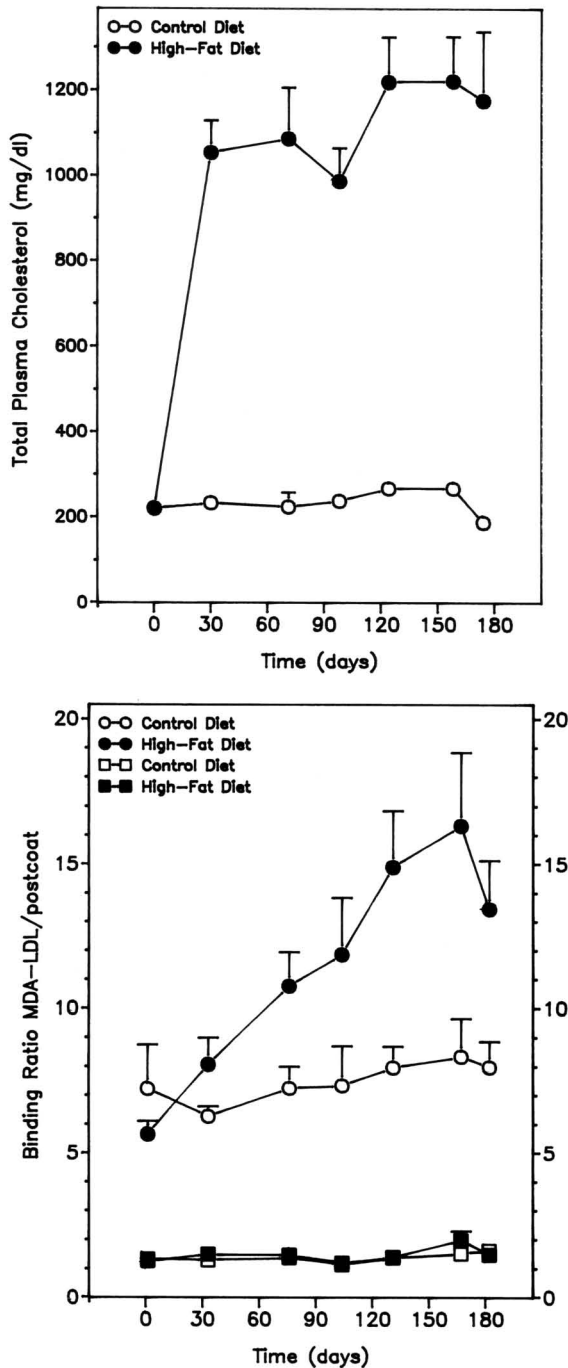 Control Diet
High-Fat Diet
1200
1000
800
600
400
200
0
Total Plasma Cholesterol (mg/dl)
0 30 60 90 120 150 180
Time (days)
Control Diet
High-Fat Diet
Control Diet
High-Fat Diet
20 20
15 15
10 10
5 5
0 0
Binding Ratio MDA-LDL/postcoat
0 30 60 90 120 150 180
Time (days)